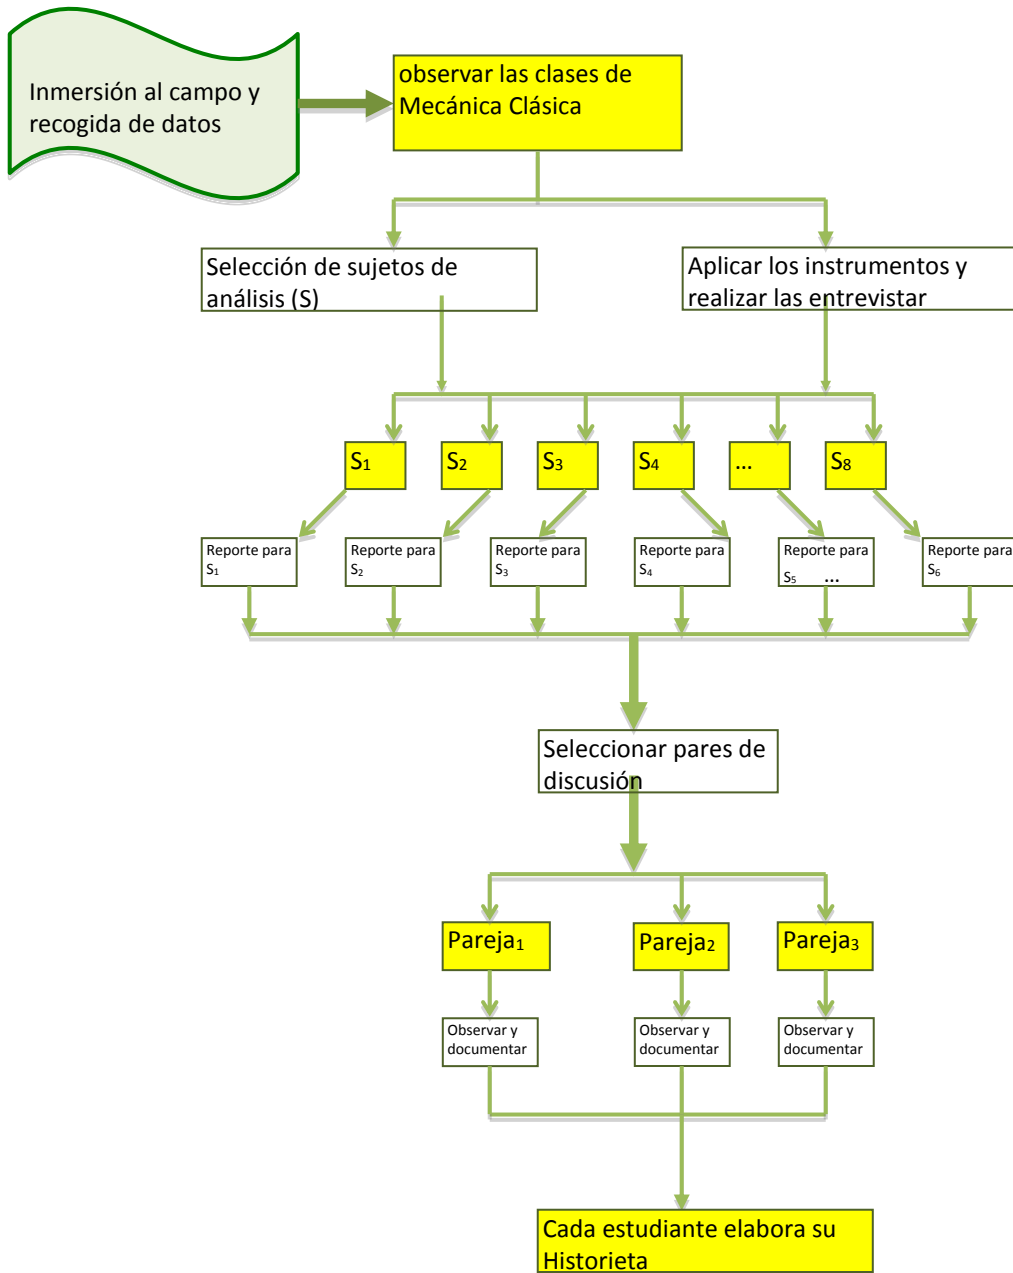 Inmersión al campo y
recogida de datos
observar las clases de
Mecánica Clásica
Selección de sujetos de
análisis (S)
Aplicar los instrumentos y
realizar las entrevistar
S₁
S₂
S₃
S₄
...
S₈
Reporte para
S₁
Reporte para
S₂
Reporte para
S₃
Reporte para
S₄
Reporte para
S₅ ...
Reporte para
S₆
Seleccionar pares de
discusión
Pareja₁
Pareja₂
Pareja₃
Observar y
documentar
Observar y
documentar
Observar y
documentar
Cada estudiante elabora su
Historieta